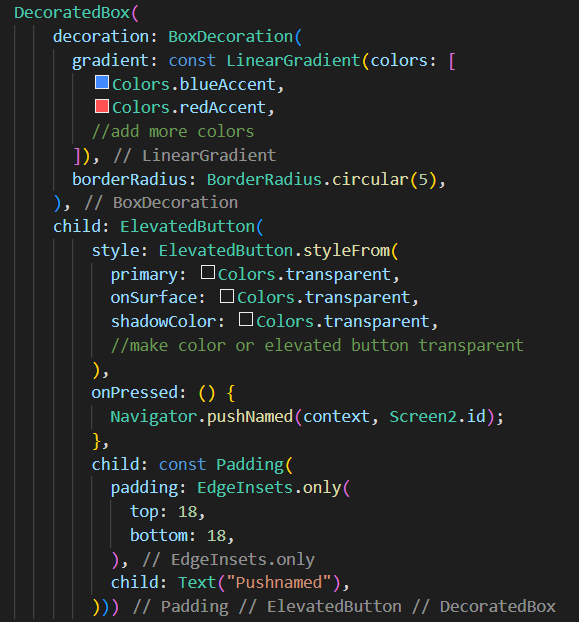 DecoratedBox(
    decoration: BoxDecoration(
      gradient: const LinearGradient(colors: [
        Colors.blueAccent,
        Colors.redAccent,
        //add more colors
      ]), // LinearGradient
      borderRadius: BorderRadius.circular(5),
    ), // BoxDecoration
    child: ElevatedButton(
        style: ElevatedButton.styleFrom(
          primary: Colors.transparent,
          onSurface: Colors.transparent,
          shadowColor: Colors.transparent,
          //make color or elevated button transparent
        ),
        onPressed: () {
          Navigator.pushNamed(context, Screen2.id);
        },
        child: const Padding(
          padding: EdgeInsets.only(
            top: 18,
            bottom: 18,
          ), // EdgeInsets.only
          child: Text("Pushnamed"),
        ))) // Padding // ElevatedButton // DecoratedBox